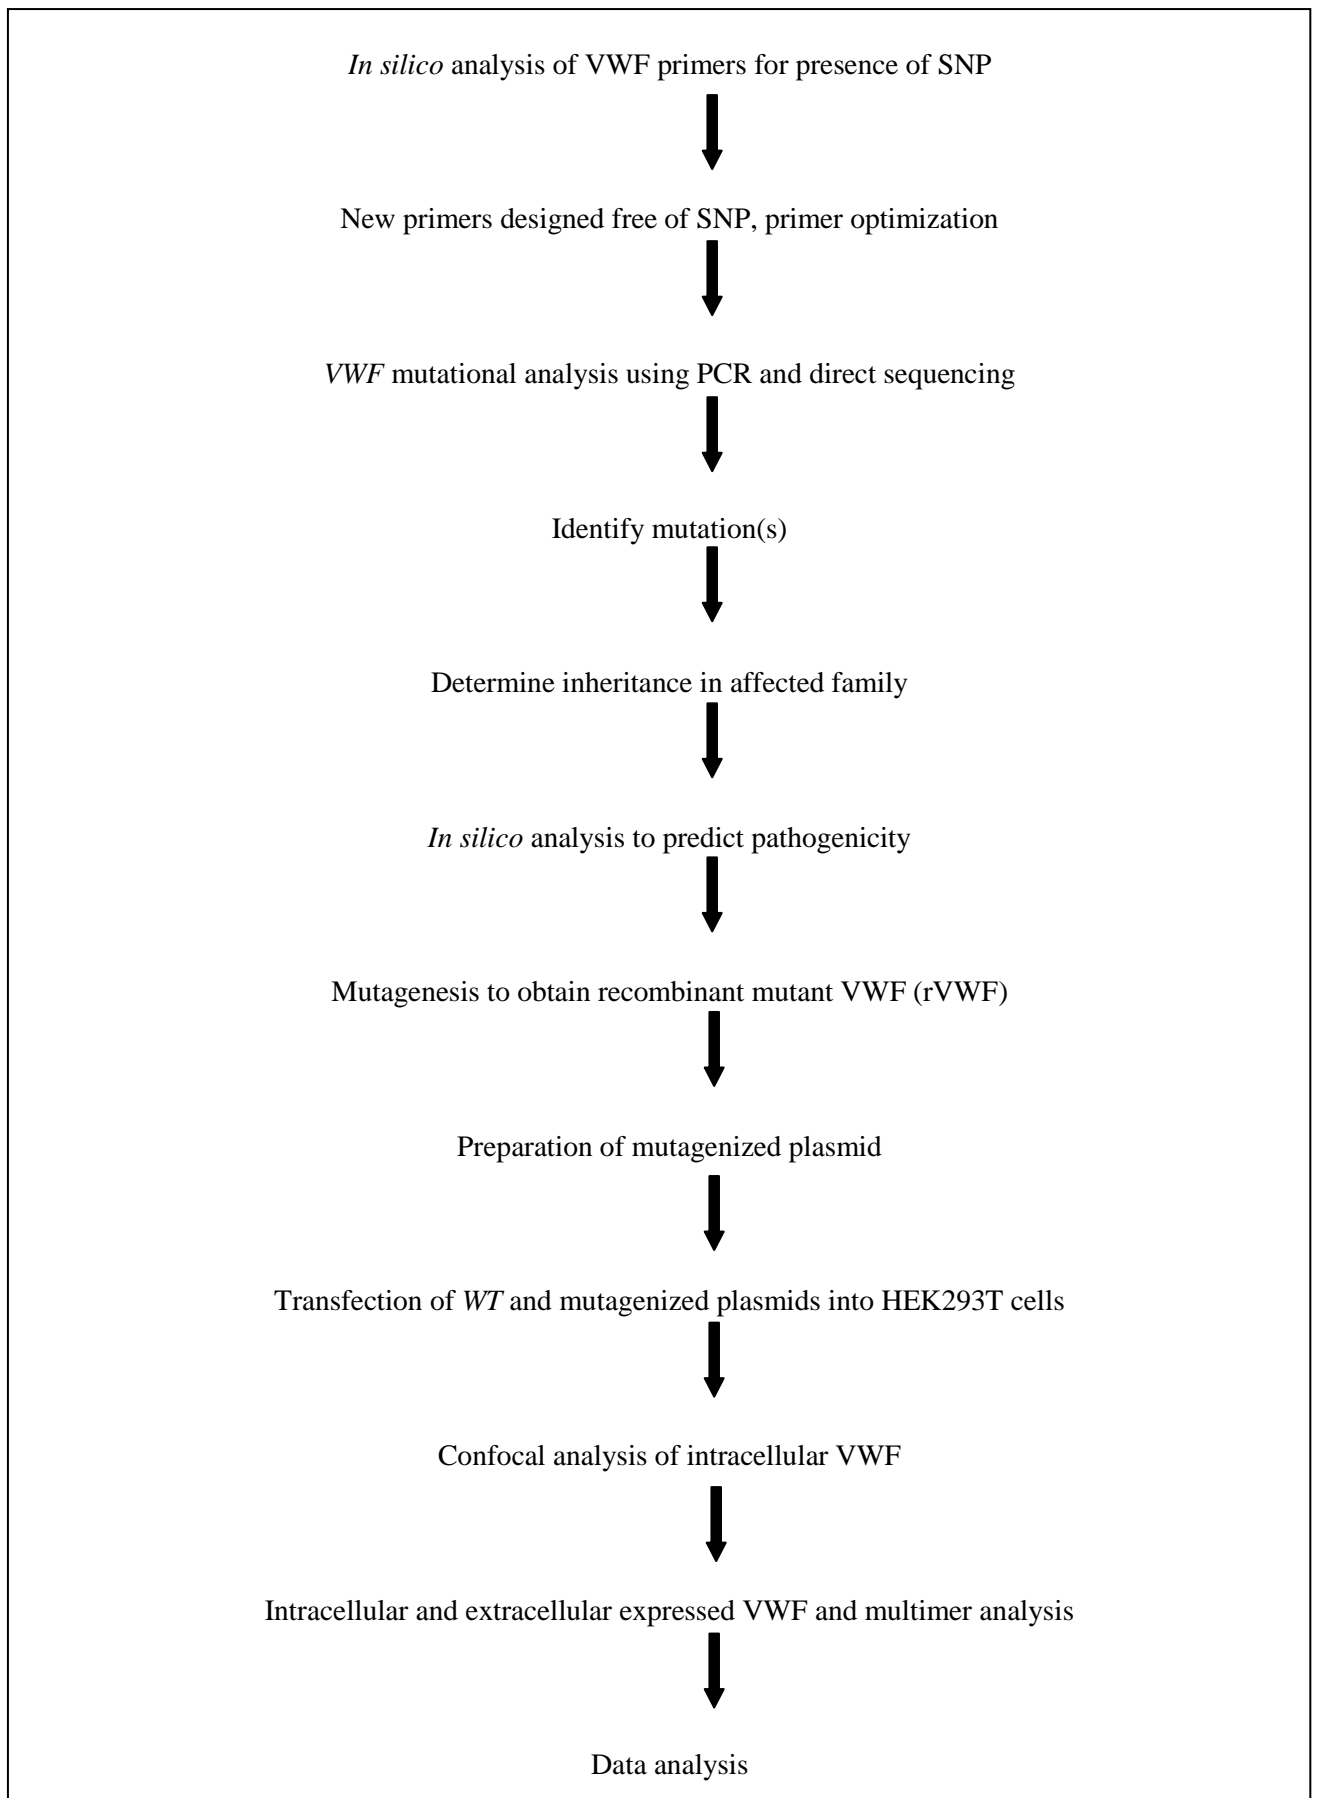 In silico analysis of VWF primers for presence of SNP
New primers designed free of SNP, primer optimization
VWF mutational analysis using PCR and direct sequencing
Identify mutation(s)
Determine inheritance in affected family
In silico analysis to predict pathogenicity
Mutagenesis to obtain recombinant mutant VWF (rVWF)
Preparation of mutagenized plasmid
Transfection of WT and mutagenized plasmids into HEK293T cells
Confocal analysis of intracellular VWF
Intracellular and extracellular expressed VWF and multimer analysis
Data analysis